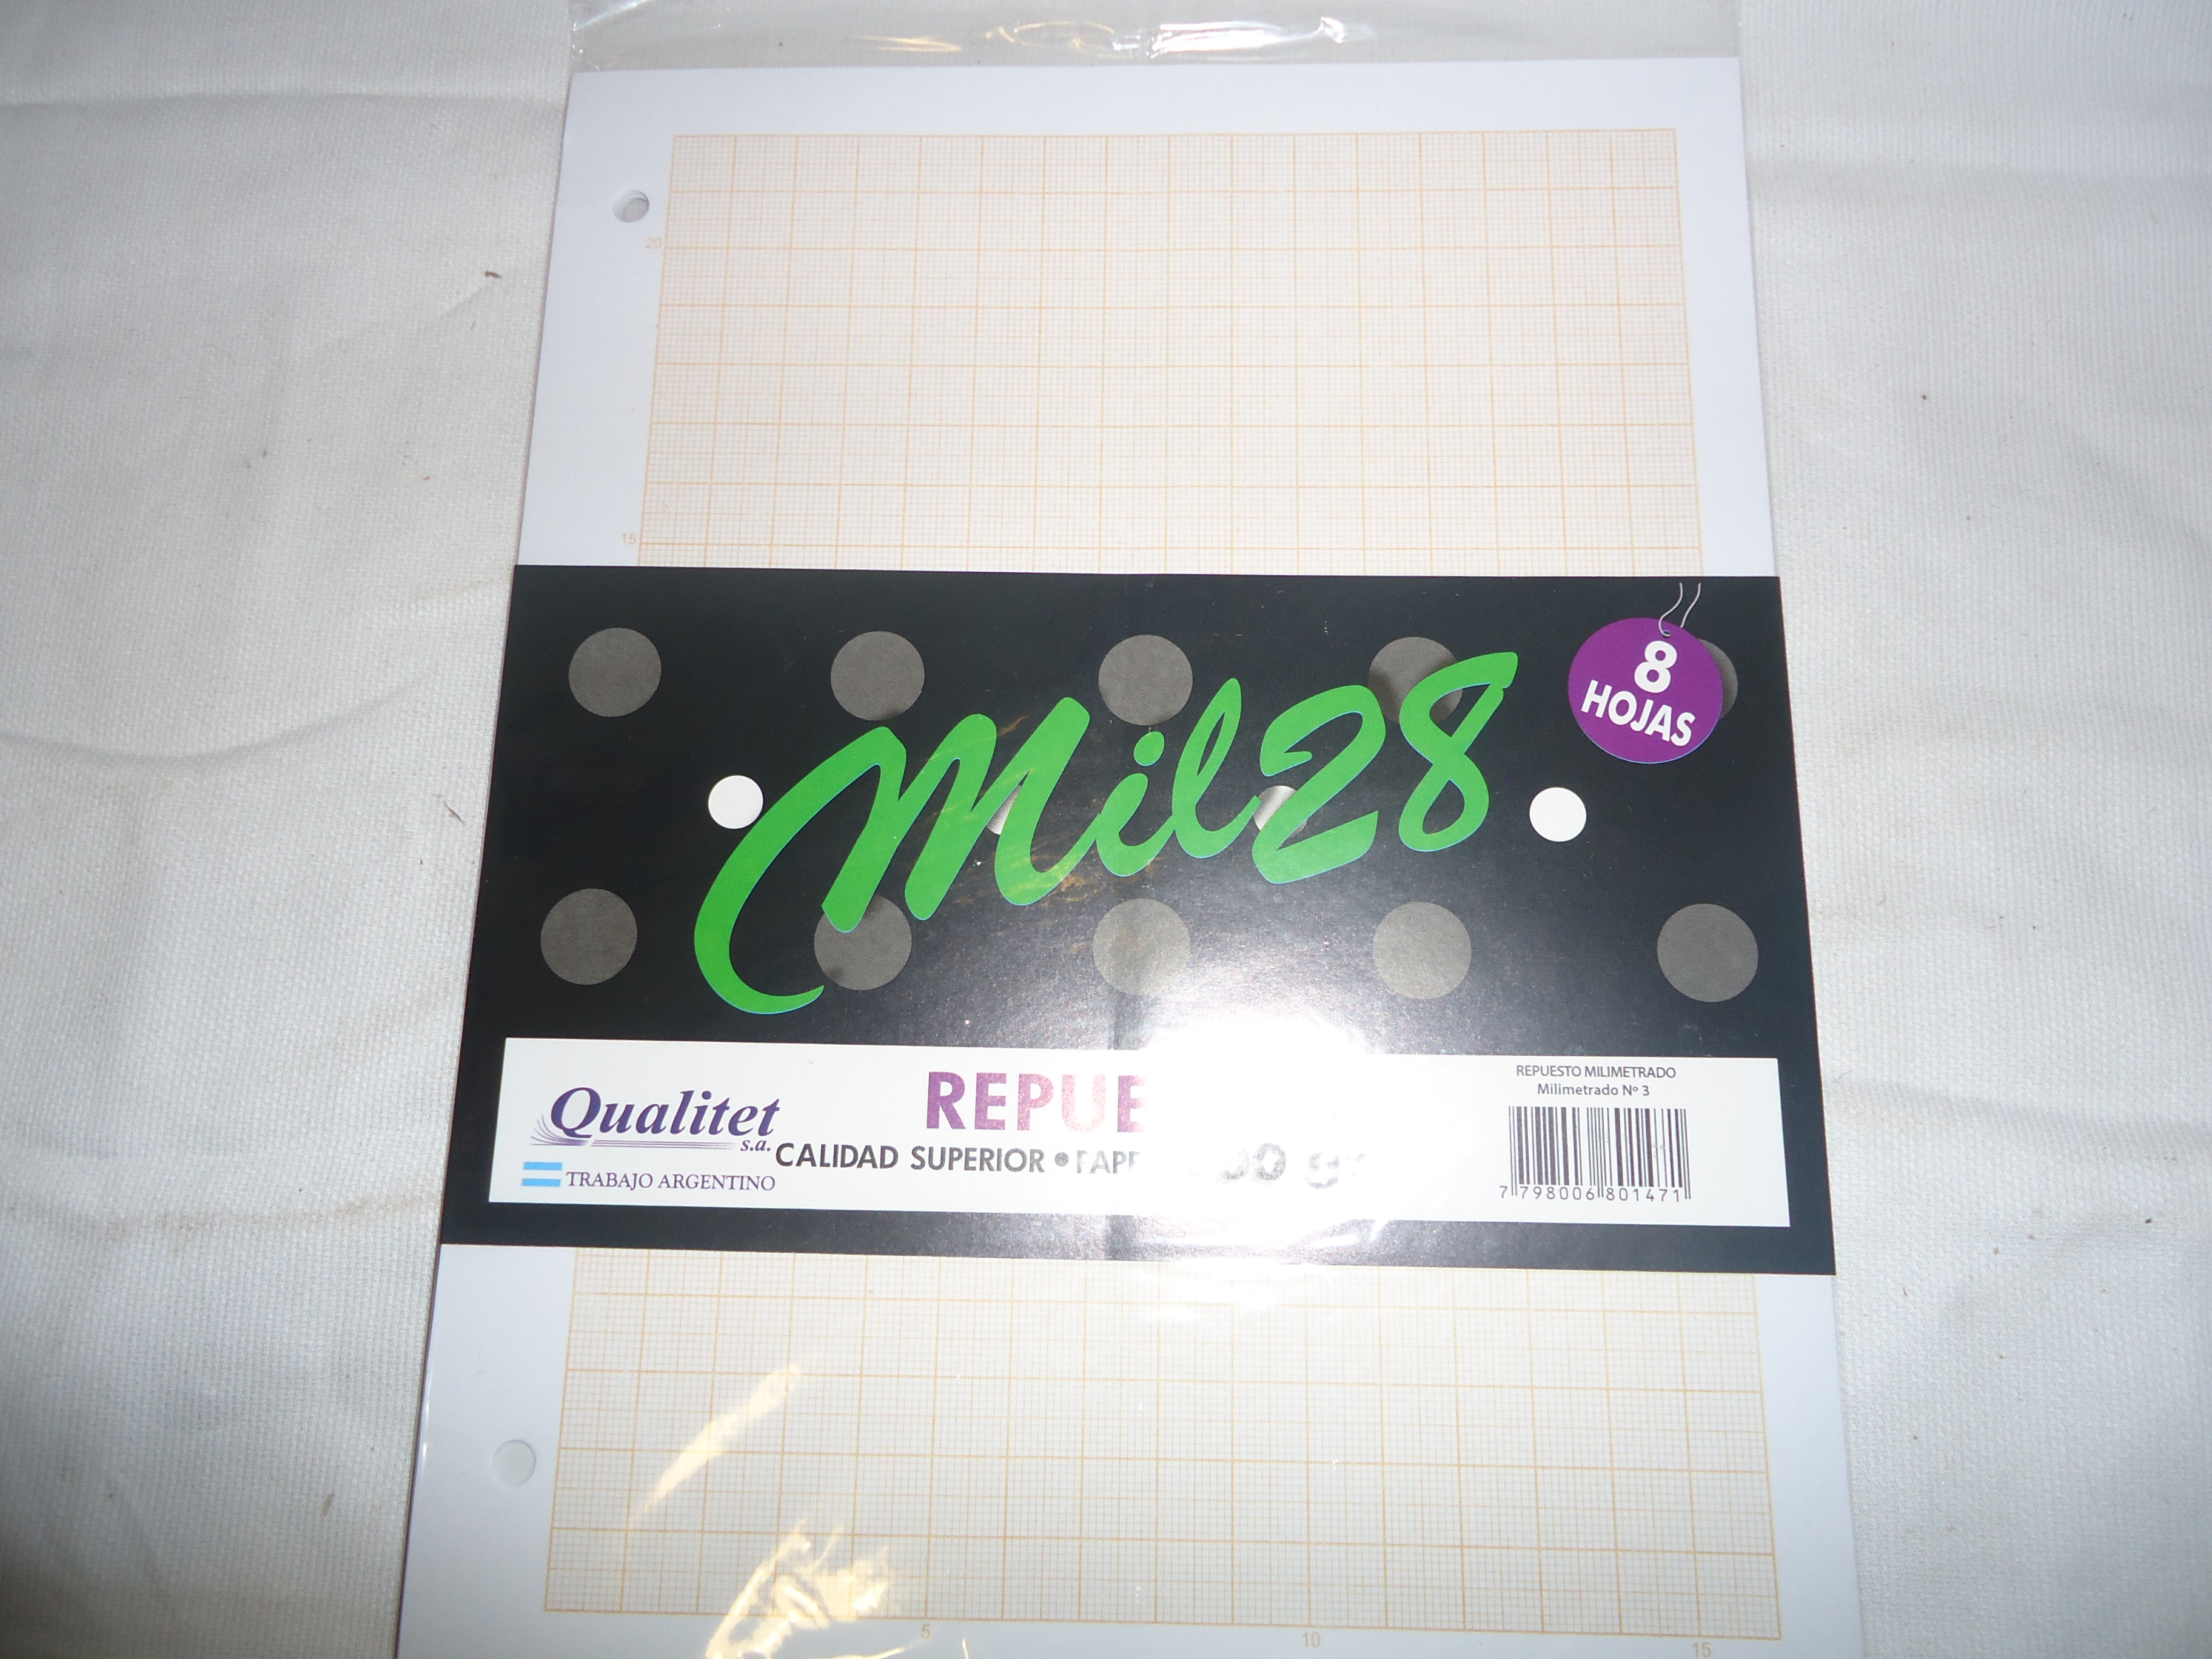 20
15
8
HOJAS
Mil28
REPUESTO MILIMETRADO
Milimetrado Nº 3
Qualitet
s.a.
CALIDAD SUPERIOR •
TRABAJO ARGENTINO
7 798006 801471
5
10
15